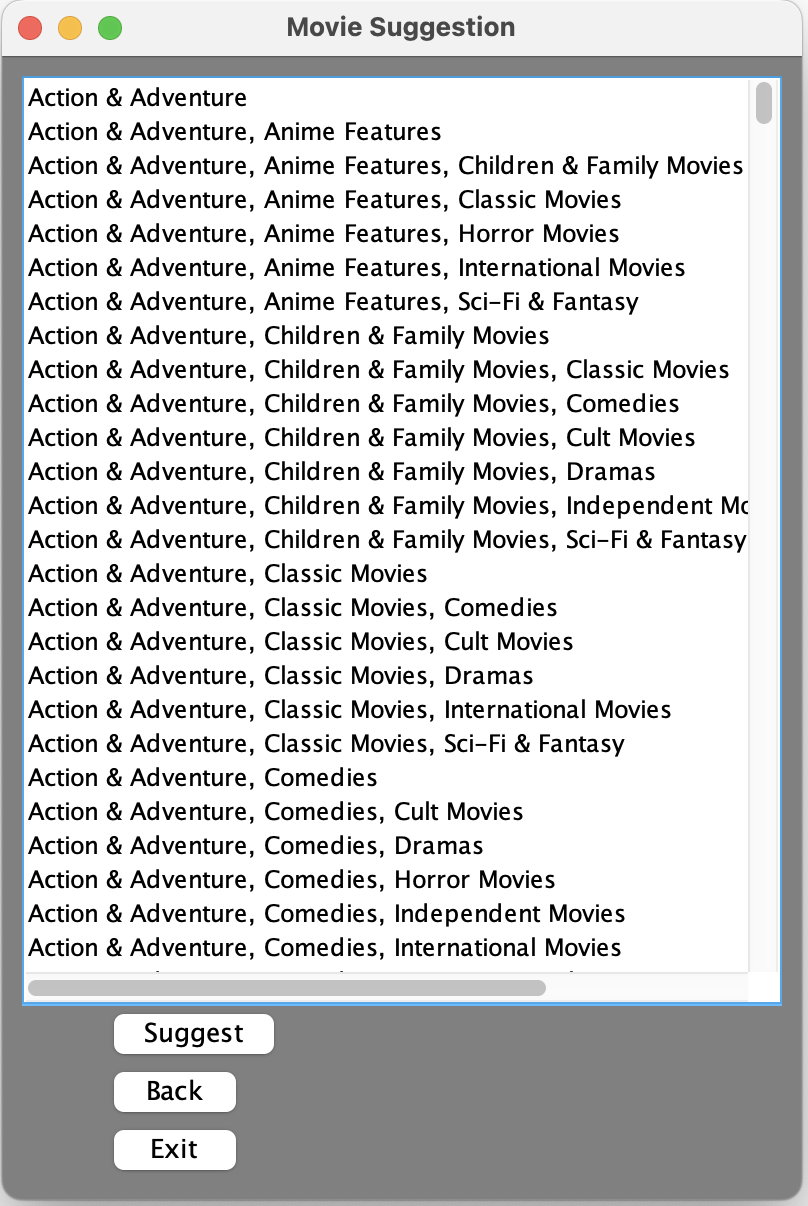 Movie Suggestion
Action & Adventure
Action & Adventure, Anime Features
Action & Adventure, Anime Features, Children & Family Movies
Action & Adventure, Anime Features, Classic Movies
Action & Adventure, Anime Features, Horror Movies
Action & Adventure, Anime Features, International Movies
Action & Adventure, Anime Features, Sci-Fi & Fantasy
Action & Adventure, Children & Family Movies
Action & Adventure, Children & Family Movies, Classic Movies
Action & Adventure, Children & Family Movies, Comedies
Action & Adventure, Children & Family Movies, Cult Movies
Action & Adventure, Children & Family Movies, Dramas
Action & Adventure, Children & Family Movies, Independent
Action & Adventure, Children & Family Movies, Sci-Fi & Fantasy
Action & Adventure, Classic Movies
Action & Adventure, Classic Movies, Comedies
Action & Adventure, Classic Movies, Cult Movies
Action & Adventure, Classic Movies, Dramas
Action & Adventure, Classic Movies, International Movies
Action & Adventure, Classic Movies, Sci-Fi & Fantasy
Action & Adventure, Comedies
Action & Adventure, Comedies, Cult Movies
Action & Adventure, Comedies, Dramas
Action & Adventure, Comedies, Horror Movies
Action & Adventure, Comedies, Independent Movies
Action & Adventure, Comedies, International Movies
Suggest
Back
Exit